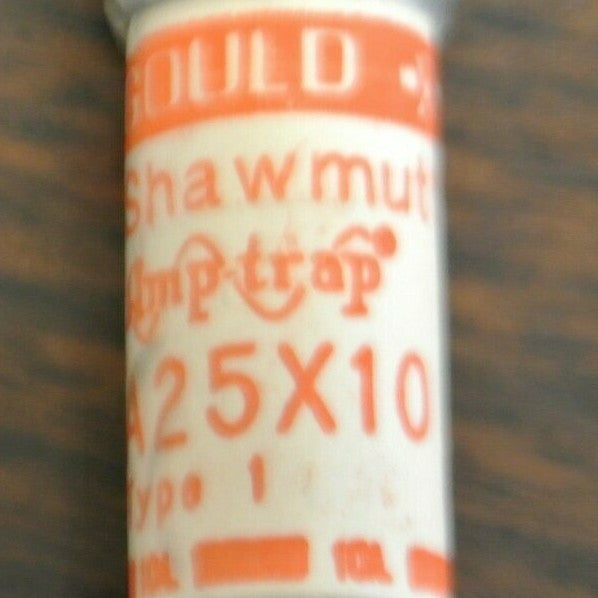 GOULD
Shawmut
Amp-trap
A25X10
Type 1